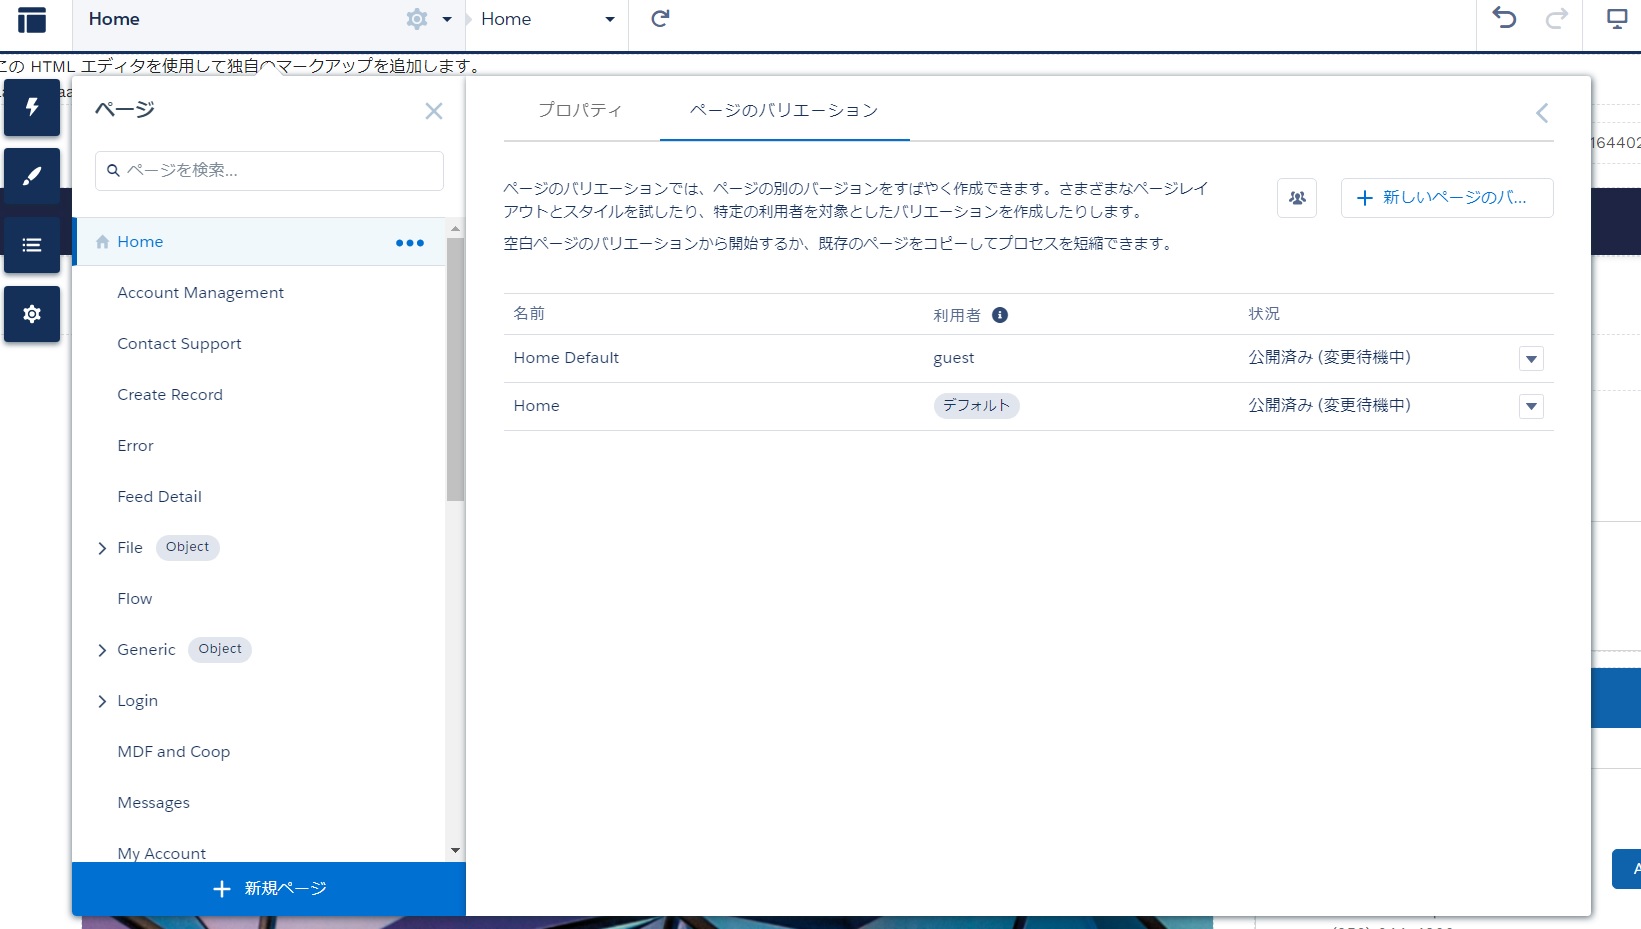 Home
Home
この HTML エディタを使用して独自のマークアップを追加します。
ページ
ページを検索...
Home
Account Management
Contact Support
Create Record
Error
Feed Detail
File Object
Flow
Generic Object
Login
MDF and Coop
Messages
My Account
新規ページ
プロパティ
ページのバリエーション
ページのバリエーションでは、ページの別のバージョンをすばやく作成できます。さまざまなページレイ
アウトとスタイルを試したり、特定の利用者を対象としたバリエーションを作成したりします。
空白ページのバリエーションから開始するか、既存のページをコピーしてプロセスを短縮できます。
新しいページのバ...
名前 利用者 状況
Home Default guest 公開済み (変更待機中)
Home デフォルト 公開済み (変更待機中)
164402
A